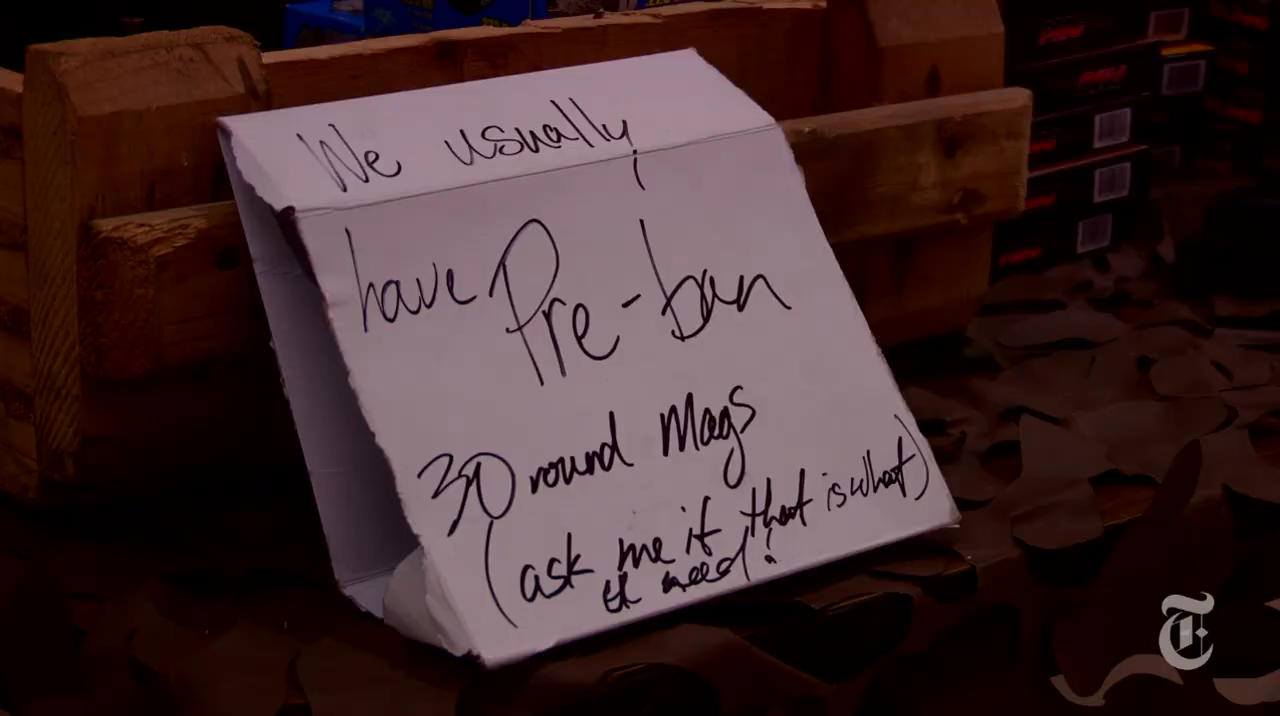 We usually
have Pre-ban
30 round Mags
(ask me if that is what)
need!
T